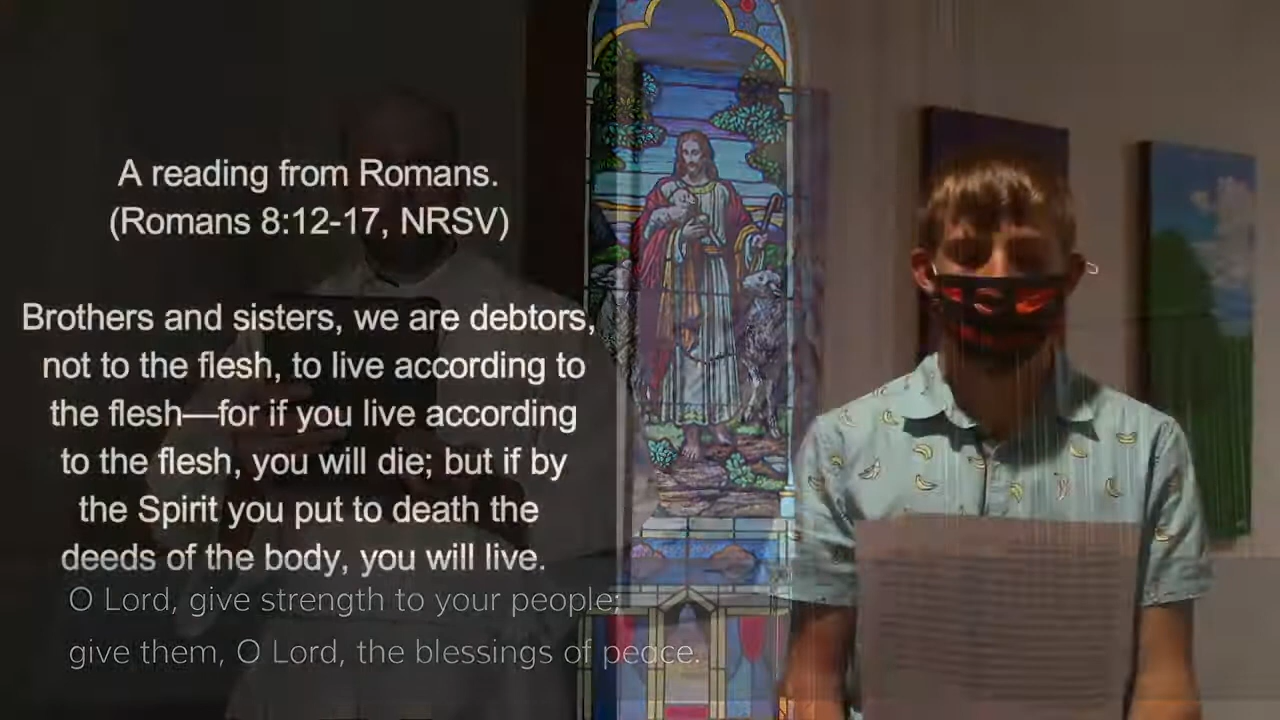 A reading from Romans.
(Romans 8:12-17, NRSV)
Brothers and sisters, we are debtors,
not to the flesh, to live according to
the flesh—for if you live according
to the flesh, you will die; but if by
the Spirit you put to death the
deeds of the body, you will live.
O Lord, give strength to your people;
give them, O Lord, the blessings of peace.